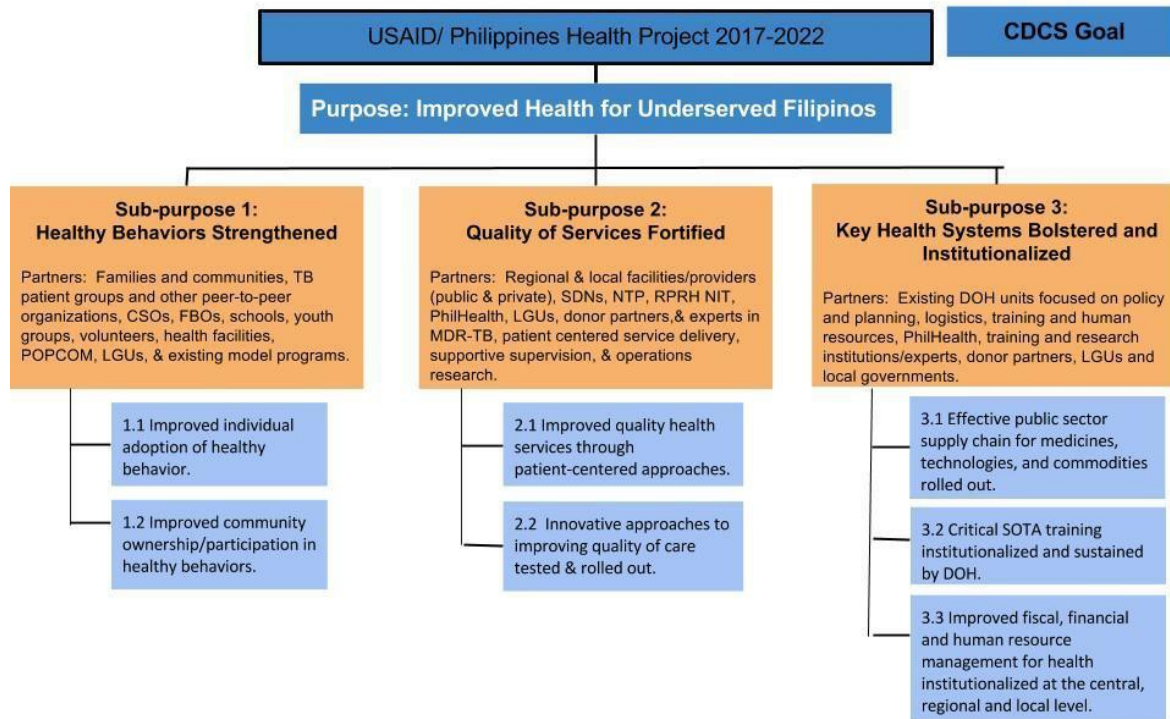 USAID/ Philippines Health Project 2017-2022
CDCS Goal
Purpose: Improved Health for Underserved Filipinos
Sub-purpose 1:
Healthy Behaviors Strengthened
Partners: Families and communities, TB
patient groups and other peer-to-peer
organizations, CSOs, FBOs, schools, youth
groups, volunteers, health facilities,
POPCOM, LGUs, & existing model programs.
1.1 Improved individual
adoption of healthy
behavior.
1.2 Improved community
ownership/participation in
healthy behaviors.
Sub-purpose 2:
Quality of Services Fortified
Partners: Regional & local facilities/providers
(public & private), SDNs, NTP, RPRH NIT,
PhilHealth, LGUs, donor partners,& experts in
MDR-TB, patient centered service delivery,
supportive supervision, & operations
research.
2.1 Improved quality health
services through
patient-centered approaches.
2.2 Innovative approaches to
improving quality of care
tested & rolled out.
Sub-purpose 3:
Key Health Systems Bolstered and
Institutionalized
Partners: Existing DOH units focused on policy
and planning, logistics, training and human
resources, PhilHealth, training and research
institutions/experts, donor partners, LGUs and
local governments.
3.1 Effective public sector
supply chain for medicines,
technologies, and commodities
rolled out.
3.2 Critical SOTA training
institutionalized and sustained
by DOH.
3.3 Improved fiscal, financial
and human resource
management for health
institutionalized at the central,
regional and local level.